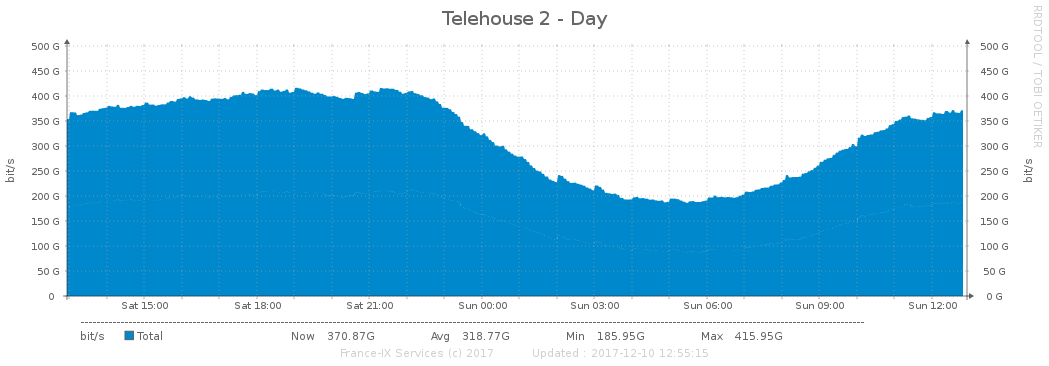 Telehouse 2 - Day
RRDTOOL / TOBI OETIKER
bit/s
500 G 500 G
450 G 450 G
400 G 400 G
350 G 350 G
300 G 300 G
250 G 250 G
200 G 200 G
150 G 150 G
100 G 100 G
50 G 50 G
0 0 G
bit/s
Sat 15:00 Sat 18:00 Sat 21:00 Sun 00:00 Sun 03:00 Sun 06:00 Sun 09:00 Sun 12:00
bit/s Total Now 370.87G Avg 318.77G Min 185.95G Max 415.95G
France-IX Services (c) 2017 Updated : 2017-12-10 12:55:15